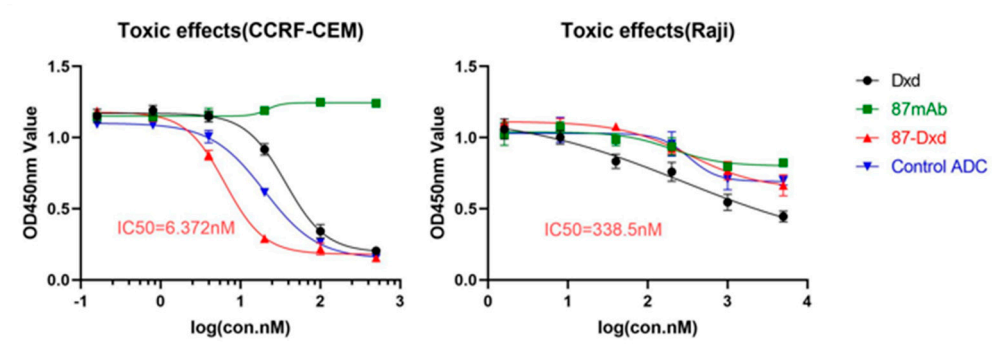 Toxic effects(CCRF-CEM)
OD450nm Value
1.5
1.0
0.5
0.0
IC50=6.372nM
-1
0
1
2
3
log(con.nM)
Toxic effects(Raji)
OD450nm Value
1.5
1.0
0.5
0.0
IC50=338.5nM
0
1
2
3
4
log(con.nM)
Dxd
87mAb
87-Dxd
Control ADC